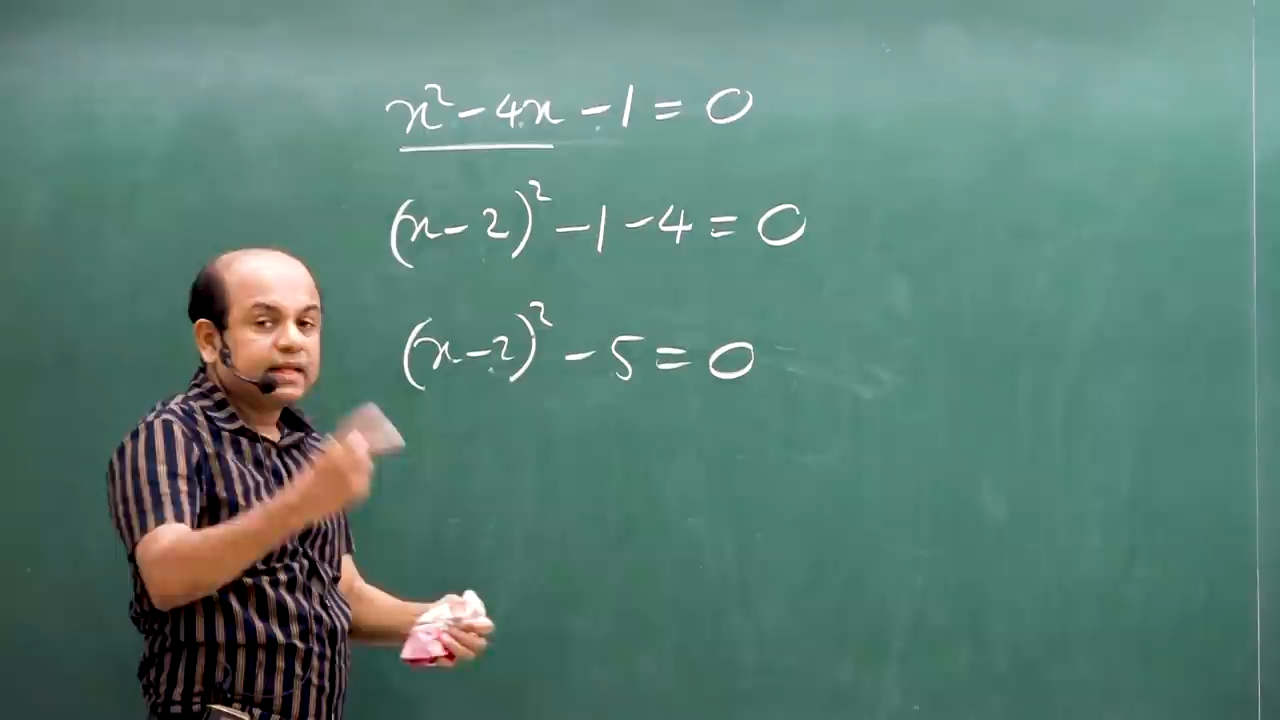 x² - 4x - 1 = 0
(x - 2)² - 1 - 4 = 0
(x - 2)² - 5 = 0